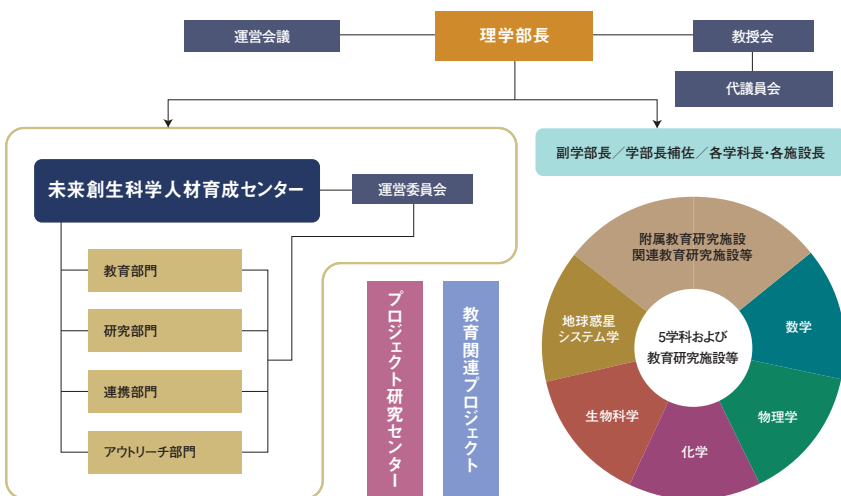 運営会議
理学部長
教授会
代議員会
未来創生科学人材育成センター
運営委員会
教育部門
研究部門
連携部門
アウトリーチ部門
プロジェクト研究センター
教育関連プロジェクト
副学部長／学部長補佐／各学科長・各施設長
附属教育研究施設
関連教育研究施設等
地球惑星
システム学
数学
5学科および
教育研究施設等
生物科学
物理学
化学